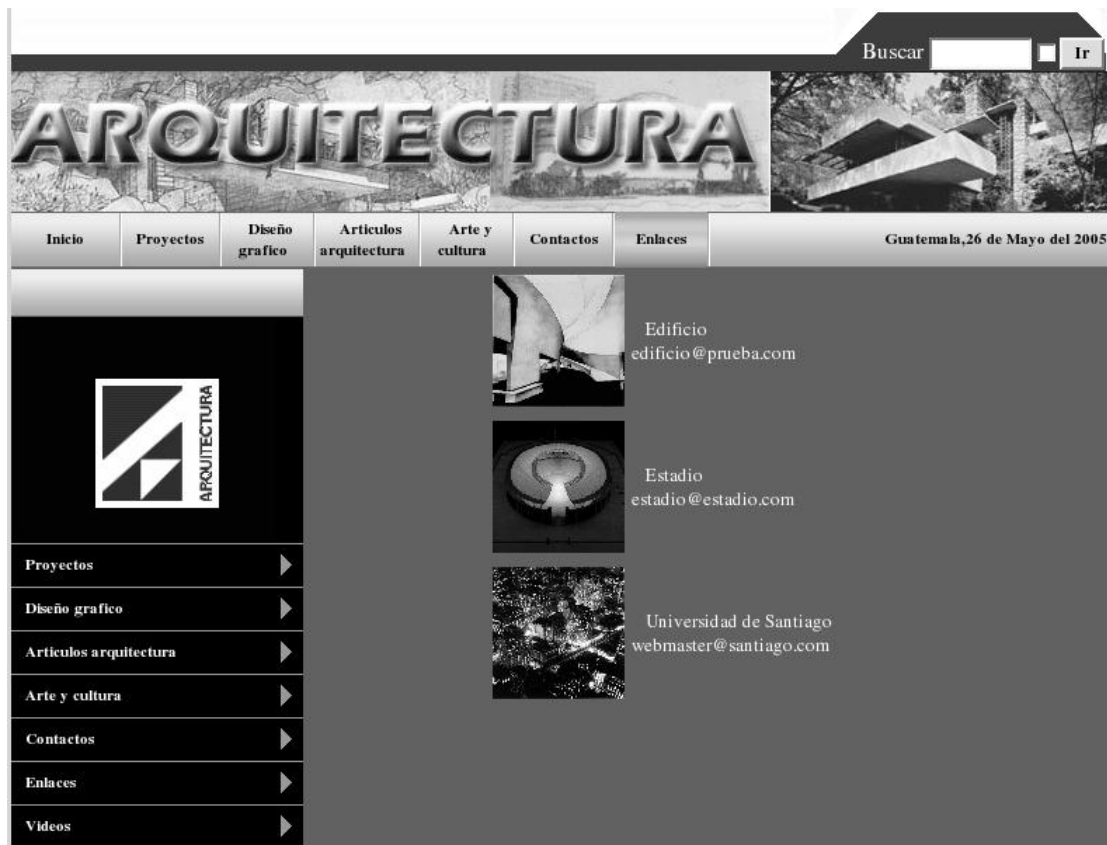 Buscar
Ir
ARQUITECTURA
Inicio
Proyectos
Diseño
grafico
Articulos
arquitectura
Arte y
cultura
Contactos
Enlaces
Guatemala,26 de Mayo del 2005
ARQUITECTURA
Proyectos
Diseño grafico
Articulos arquitectura
Arte y cultura
Contactos
Enlaces
Videos
Edificio
edificio@prueba.com
Estadio
estadio@estadio.com
Universidad de Santiago
webmaster@santiago.com